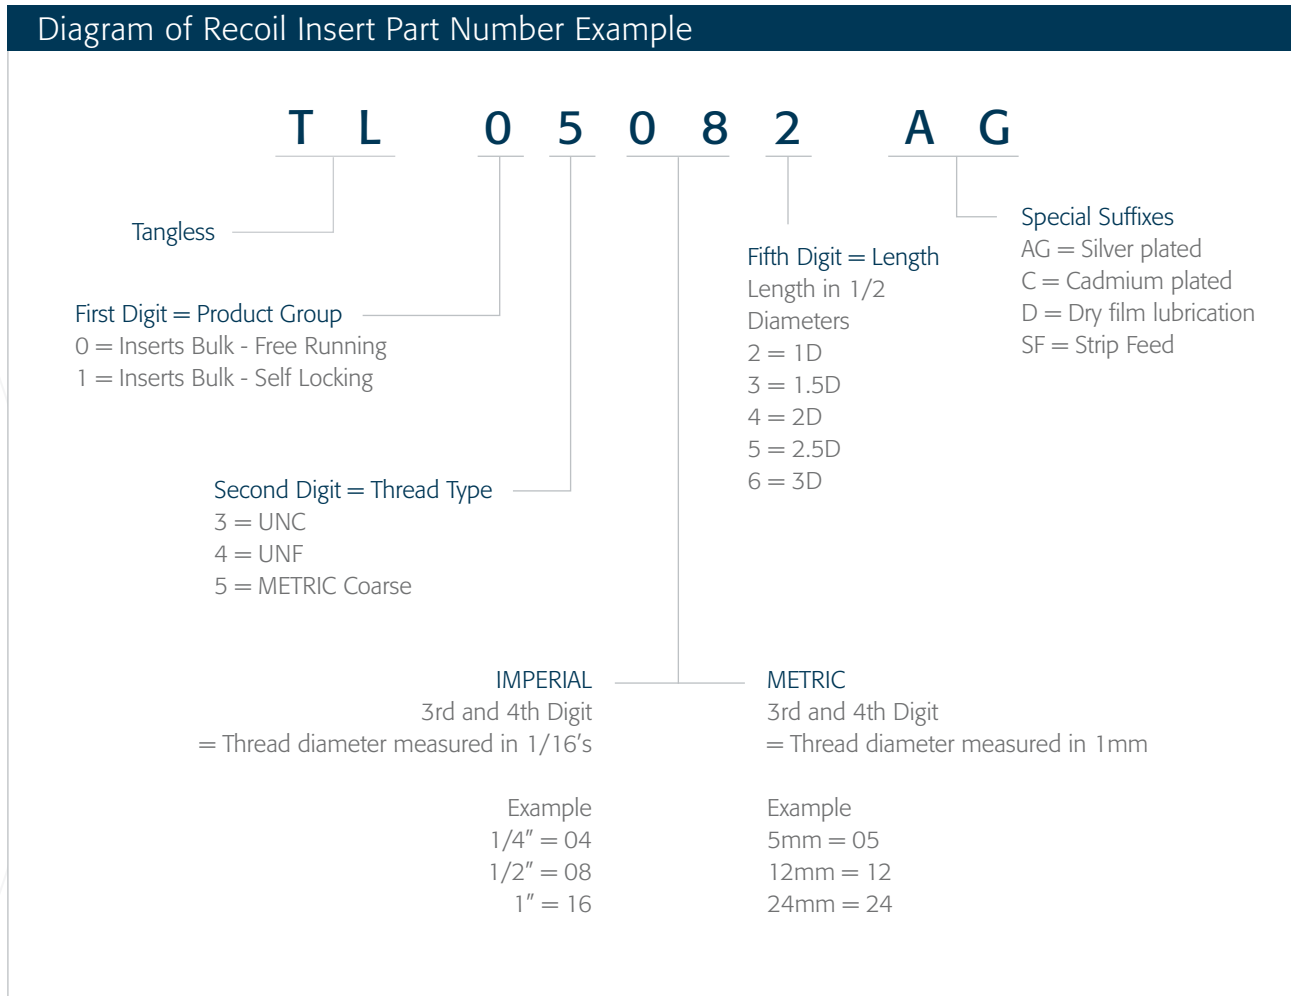 Diagram of Recoil Insert Part Number Example
T L 0 5 0 8 2 A G
Tangless
First Digit = Product Group
0 = Inserts Bulk - Free Running
1 = Inserts Bulk - Self Locking
Second Digit = Thread Type
3 = UNC
4 = UNF
5 = METRIC Coarse
IMPERIAL
3rd and 4th Digit
= Thread diameter measured in 1/16's
Example
1/4" = 04
1/2" = 08
1" = 16
METRIC
3rd and 4th Digit
= Thread diameter measured in 1mm
Example
5mm = 05
12mm = 12
24mm = 24
Fifth Digit = Length
Length in 1/2
Diameters
2 = 1D
3 = 1.5D
4 = 2D
5 = 2.5D
6 = 3D
Special Suffixes
AG = Silver plated
C = Cadmium plated
D = Dry film lubrication
SF = Strip Feed